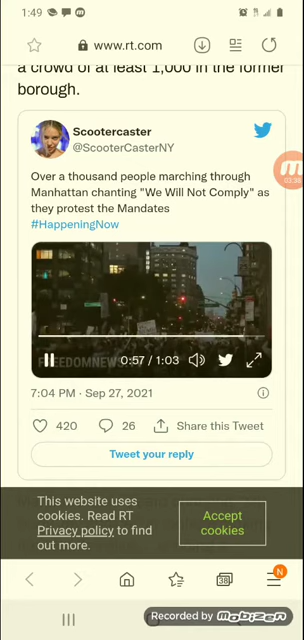 1:49
www.rt.com
a crowd of at least 1,000 in the former
borough.
Scootercaster
@ScooterCasterNY
Over a thousand people marching through
Manhattan chanting "We Will Not Comply" as
they protest the Mandates
#HappeningNow
FREEDOMNEWS
0:57 / 1:03
7:04 PM · Sep 27, 2021
420
26
Share this Tweet
Tweet your reply
This website uses
cookies. Read RT
Privacy policy to find
out more.
Accept
cookies
38
N
Recorded by MOBIZEN